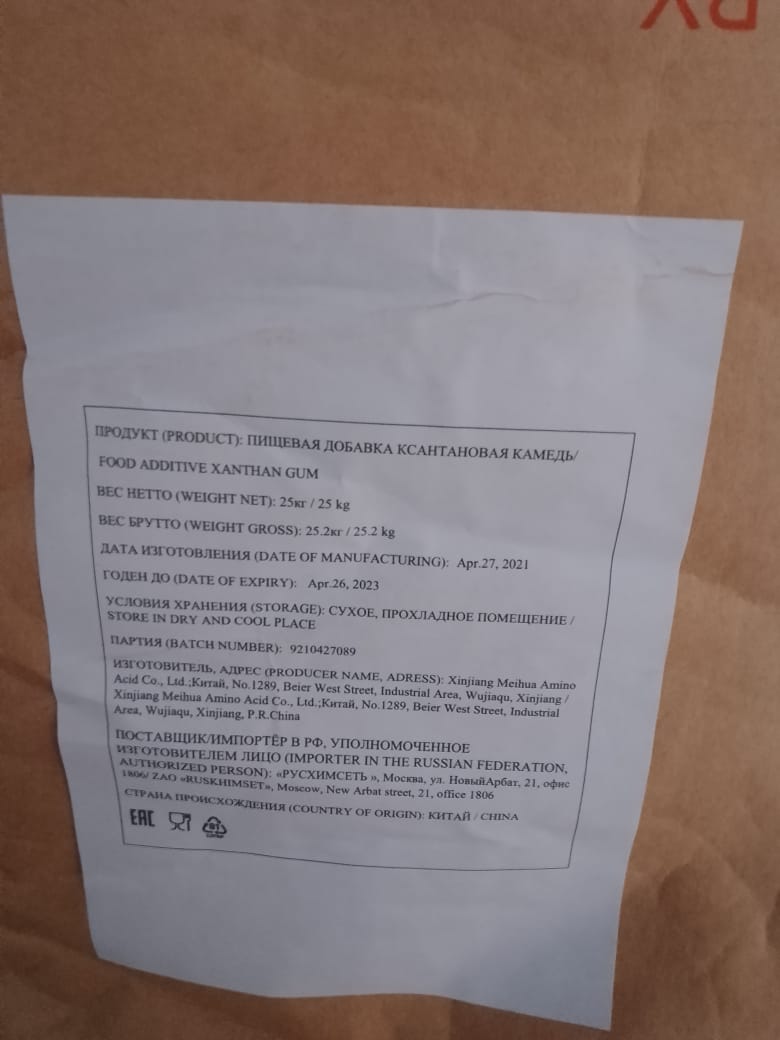 ПРОДУКТ (PRODUCT): ПИЩЕВАЯ ДОБАВКА КСАНТАНОВАЯ КАМЕДЬ/
FOOD ADDITIVE XANTHAN GUM
ВЕС НЕТТО (WEIGHT NET): 25кг / 25 kg
ВЕС БРУТТО (WEIGHT GROSS): 25.2кг / 25.2 kg
ДАТА ИЗГОТОВЛЕНИЯ (DATE OF MANUFACTURING): Apr.27, 2021
ГОДЕН ДО (DATE OF EXPIRY): Apr.26, 2023
УСЛОВИЯ ХРАНЕНИЯ (STORAGE): СУХОЕ, ПРОХЛАДНОЕ ПОМЕЩЕНИЕ /
STORE IN DRY AND COOL PLACE
ПАРТИЯ (BATCH NUMBER): 9210427089
ИЗГОТОВИТЕЛЬ, АДРЕС (PRODUCER NAME, ADRESS): Xinjiang Meihua Amino
Acid Co., Ltd.;Китай, No.1289, Beier West Street, Industrial Area, Wujiaqu, Xinjiang /
Xinjiang Meihua Amino Acid Co., Ltd.;Китай, No.1289, Beier West Street, Industrial
Area, Wujiaqu, Xinjiang, P.R.China
ПОСТАВЩИК/ИМПОРТЁР В РФ, УПОЛНОМОЧЕННОЕ
ИЗГОТОВИТЕЛЕМ ЛИЦО (IMPORTER IN THE RUSSIAN FEDERATION,
AUTHORIZED PERSON): «РУСХИМСЕТЬ », Москва, ул. НовыйАрбат, 21, офис
1806/ ZAO «RUSKHIMSET», Moscow, New Arbat street, 21, office 1806
СТРАНА ПРОИСХОЖДЕНИЯ (COUNTRY OF ORIGIN): КИТАЙ / CHINA
EAC